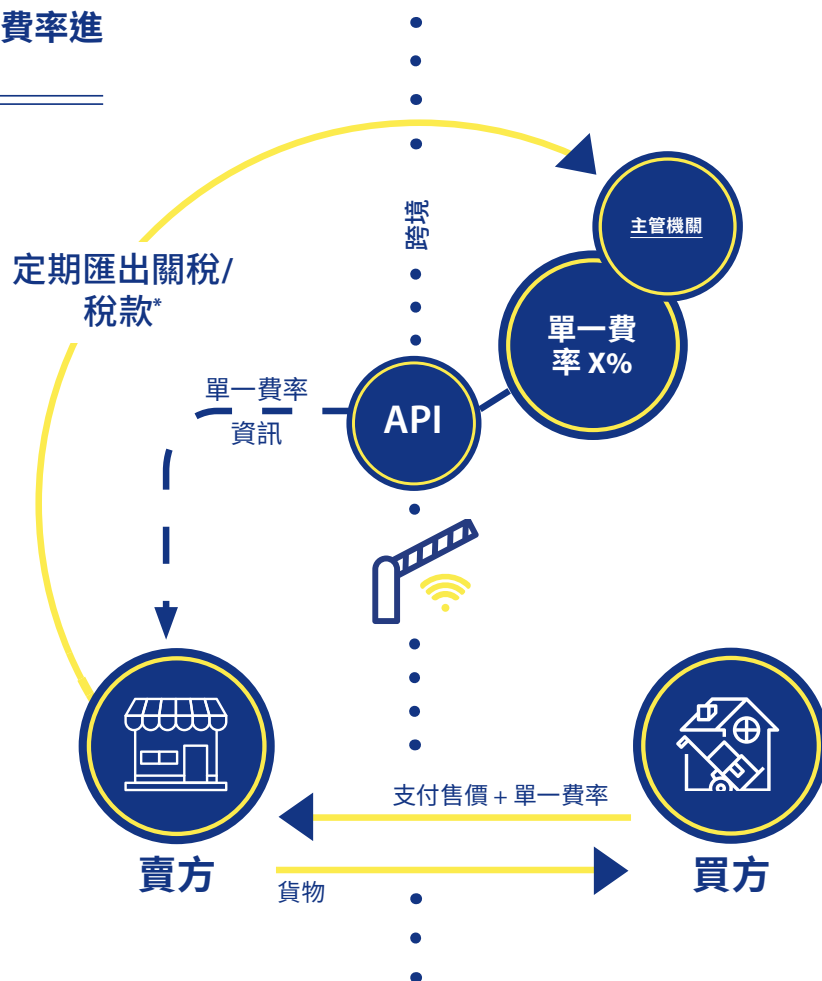 費率進
跨境
主管機關
定期匯出關稅/
稅款*
單一費
率 X%
單一費率
資訊
API
支付售價 + 單一費率
賣方
買方
貨物